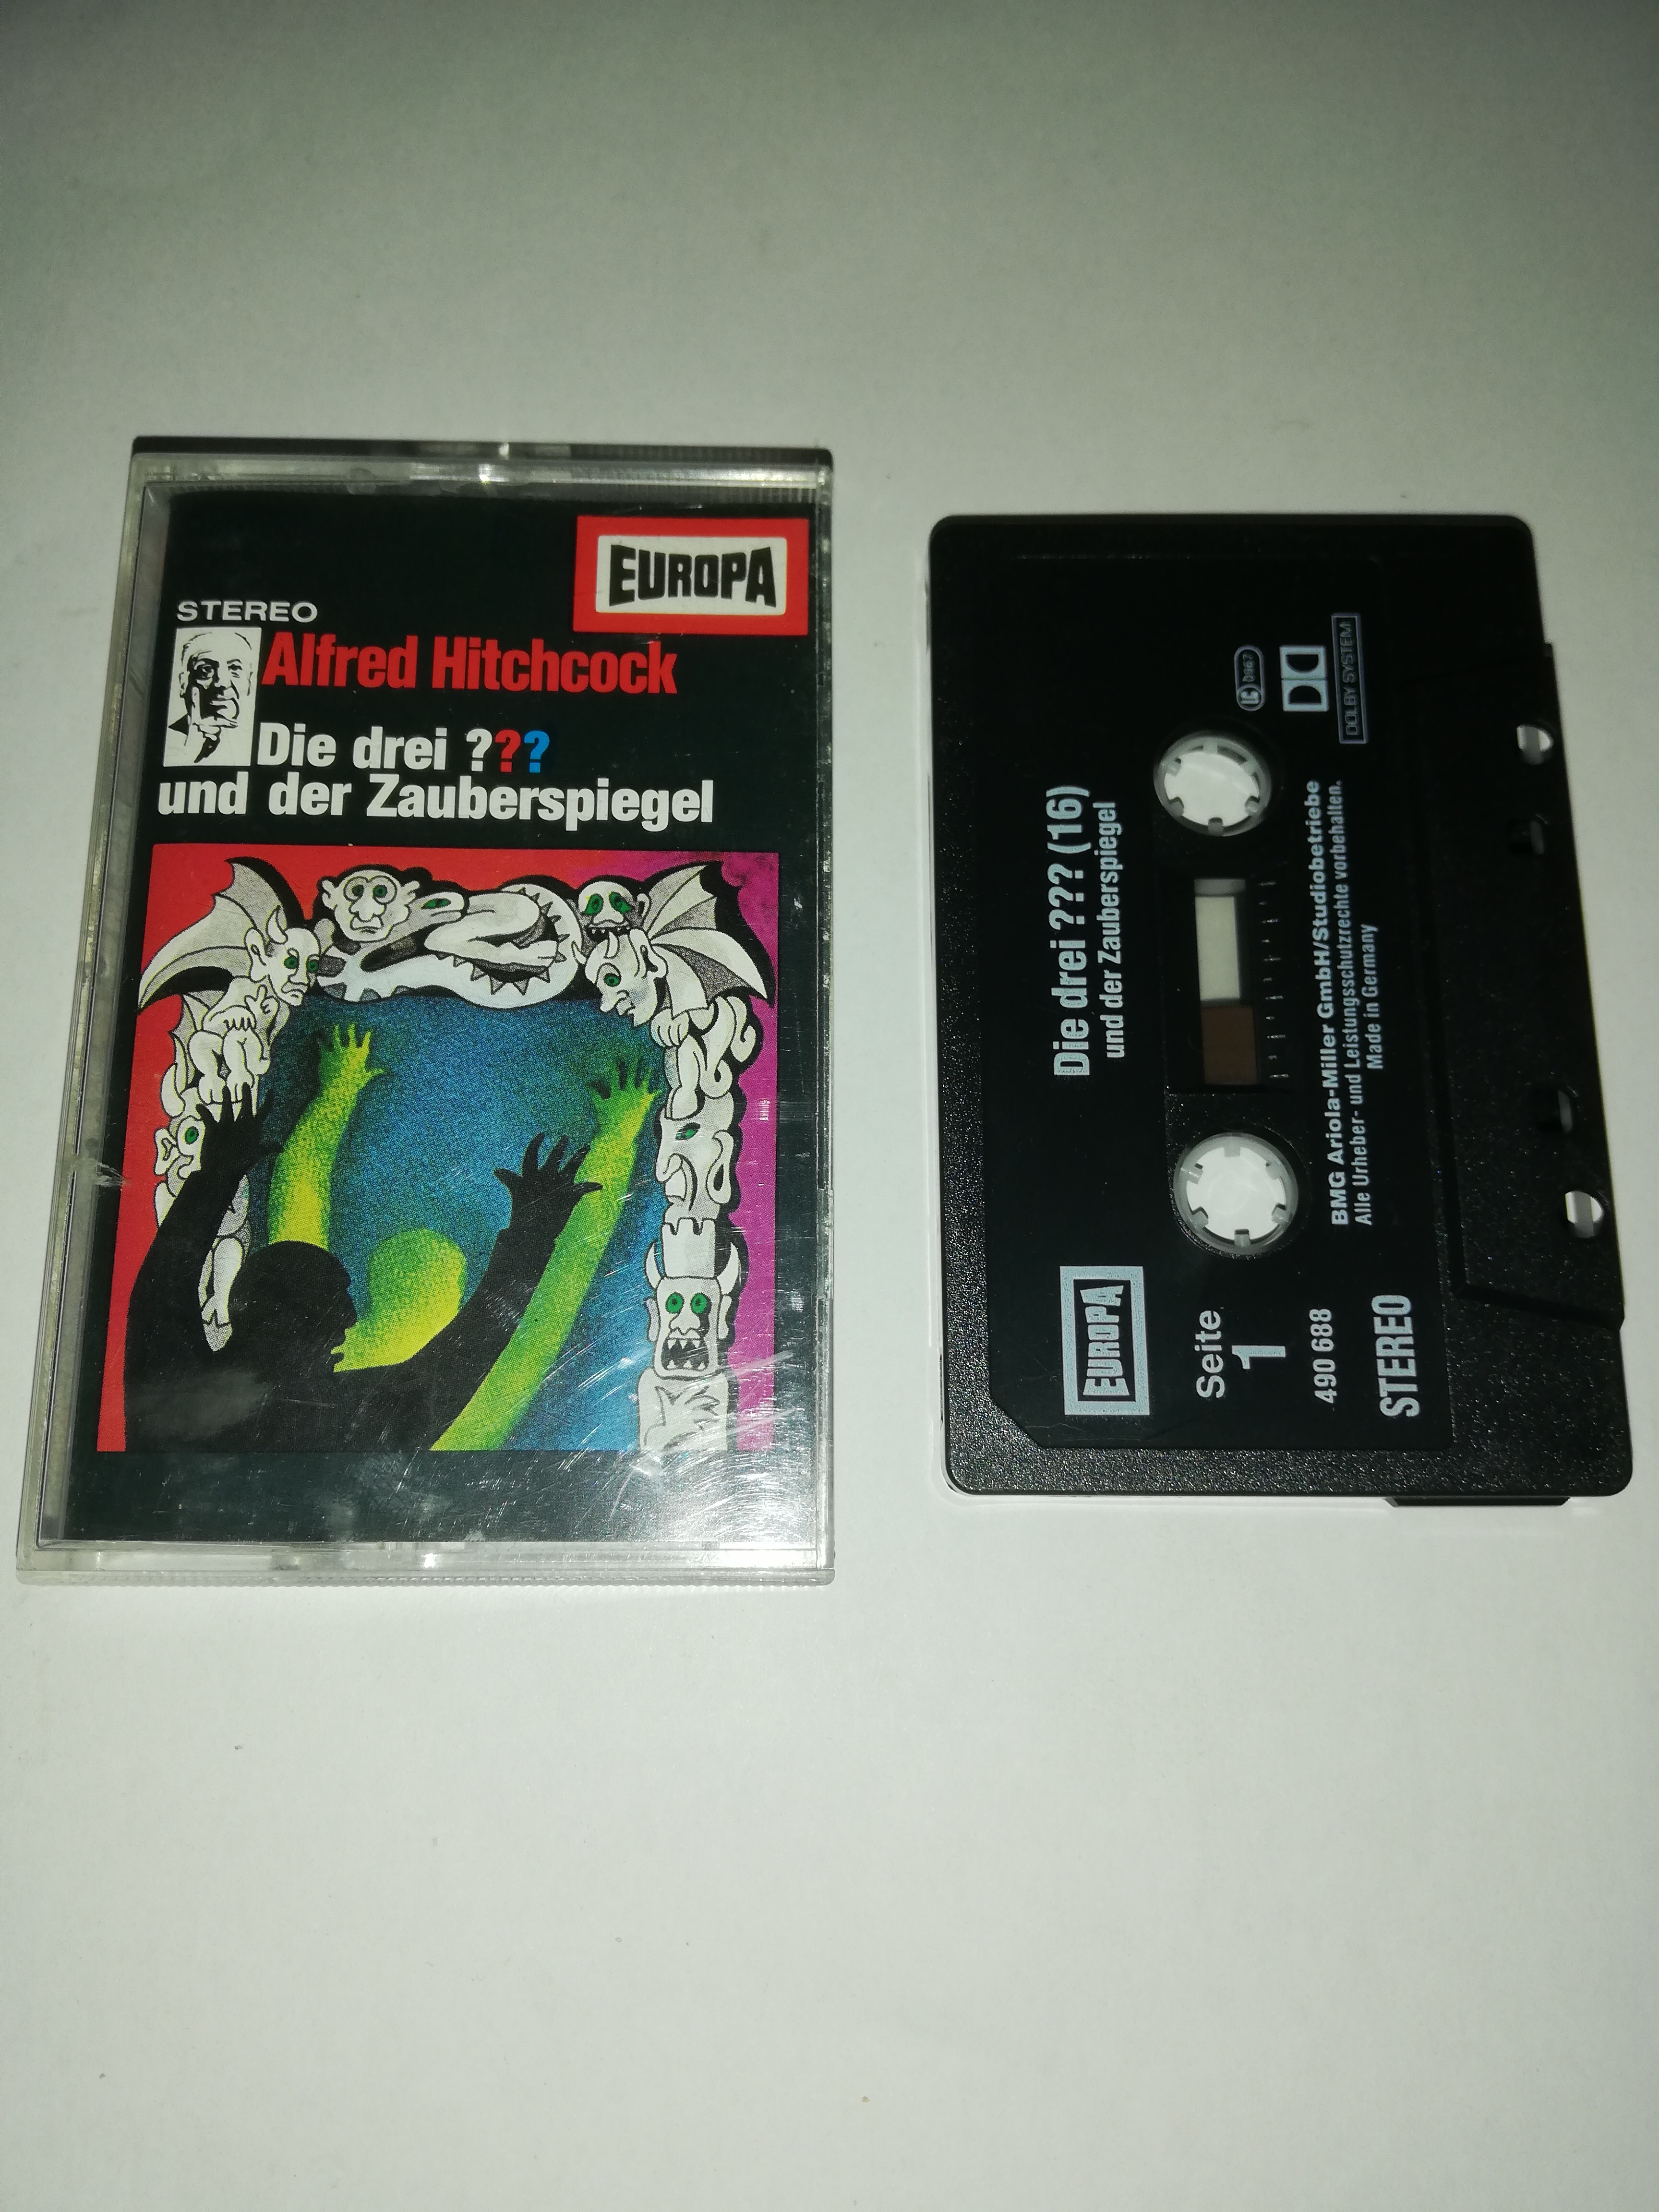 EUROPA
STEREO
Alfred Hitchcock
Die drei ???
und der Zauberspiegel
Die drei ??? (16)
und der Zauberspiegel
EUROPA
Seite
1
490 688
STEREO
DOLBY SYSTEM
BMG Ariola-Miller GmbH/Studiobetriebe
Alle Urheber- und Leistungsschutzrechte vorbehalten.
Made in Germany